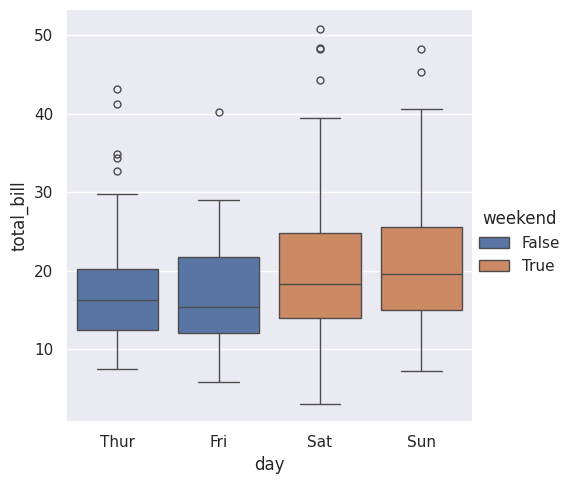 50
40
30
20
10
total_bill
Thur Fri Sat Sun
day
weekend
False
True